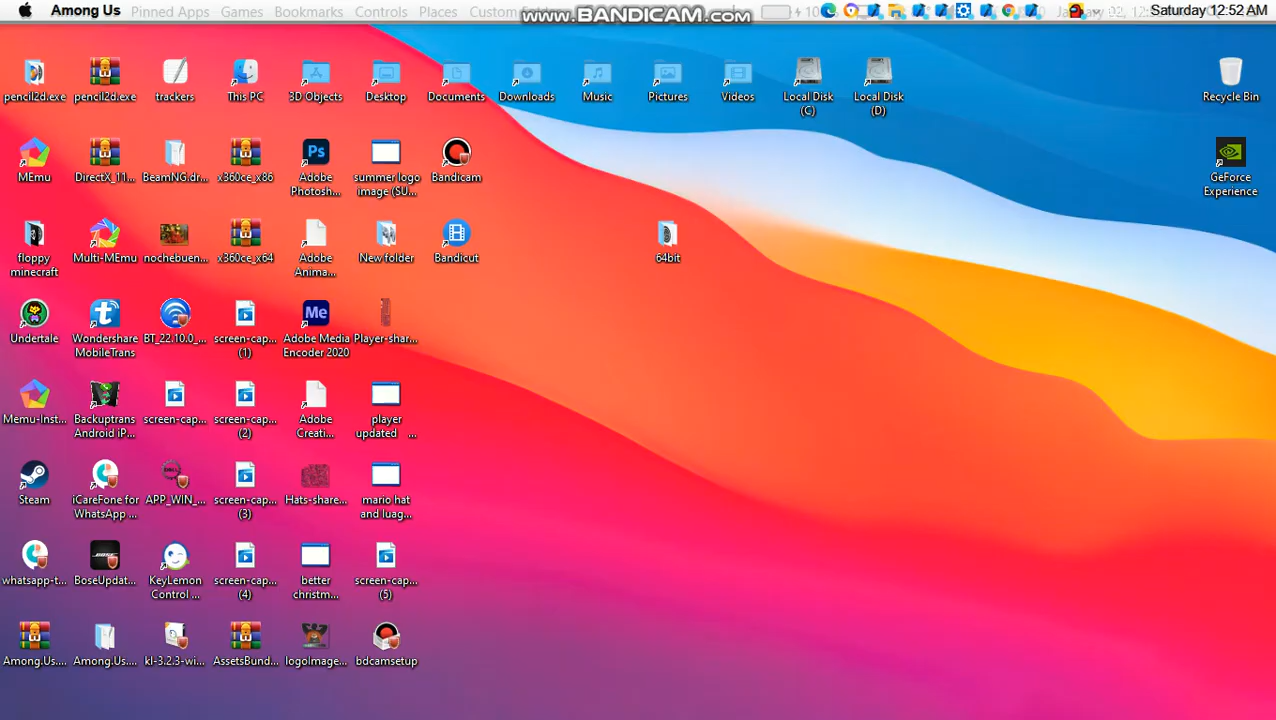 Among Us Pinned Apps Games Bookmarks Controls Places
www.BANDICAM.com
Saturday 12:52 AM
pencil2d.exe pencil2d.exe trackers This PC 3D Objects Desktop Documents Downloads Music Pictures Videos Local Disk (C) Local Disk (D) Recycle Bin
MEmu DirectX_11... BeamNG.dr... x360ce_x86 Adobe Photosh... summer logo image (SU... Bandicam GeForce Experience
floppy minecraft Multi-MEmu nochebuen... x360ce_x64 Adobe Anima... New folder Bandicut 64bit
Undertale Wondershare MobileTrans BT_22.10.0_... screen-cap... (1) Adobe Media Encoder 2020 Player-shar...
Memu-Inst... Backuptrans Android iP... screen-cap... screen-cap... (2) Adobe Creati... player updated ...
Steam iCareFone for WhatsApp ... APP_WIN_... screen-cap... (3) Hats-share... mario hat and luag...
whatsapp-t... BoseUpdat... KeyLemon Control ... screen-cap... (4) better christm... screen-cap... (5)
Among.Us.... Among.Us.... kl-3.2.3-wi... AssetsBund... logoImage... bdcamsetup